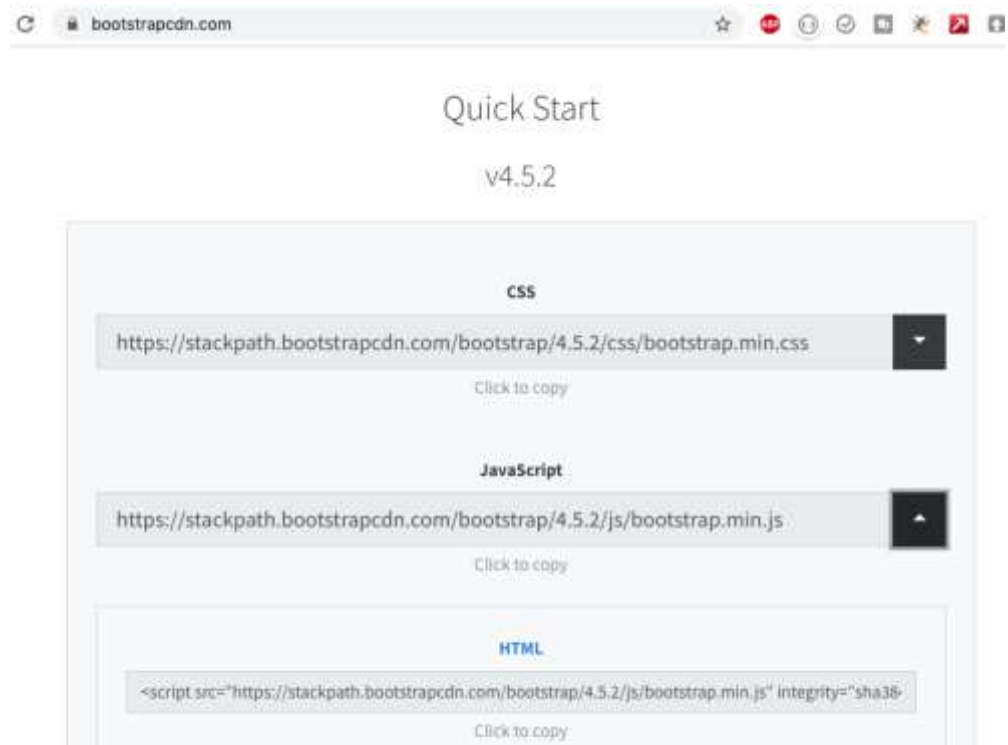 bootstrapcdn.com
ABP
Quick Start
v4.5.2
CSS
https://stackpath.bootstrapcdn.com/bootstrap/4.5.2/css/bootstrap.min.css
Click to copy
JavaScript
https://stackpath.bootstrapcdn.com/bootstrap/4.5.2/js/bootstrap.min.js
Click to copy
HTML
<script src="https://stackpath.bootstrapcdn.com/bootstrap/4.5.2/js/bootstrap.min.js" integrity="sha38
Click to copy